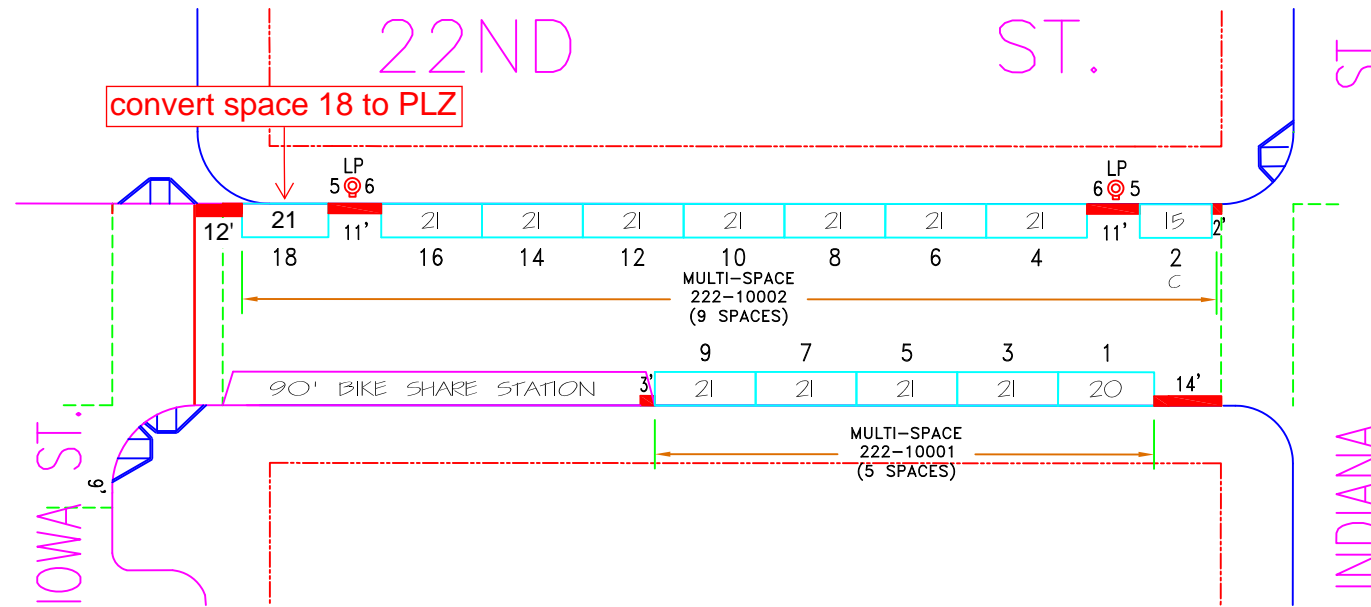 22ND ST.
ST
convert space 18 to PLZ
LP LP
5 6 6 5
12' 21 11' 21 21 21 21 21 21 21 11' 15 2'
18 16 14 12 10 8 6 4 2
C
MULTI-SPACE
222-10002
(9 SPACES)
9 7 5 3 1
90' BIKE SHARE STATION 3' 21 21 21 21 20 14'
MULTI-SPACE
222-10001
(5 SPACES)
6'
IOWA ST.
INDIANA